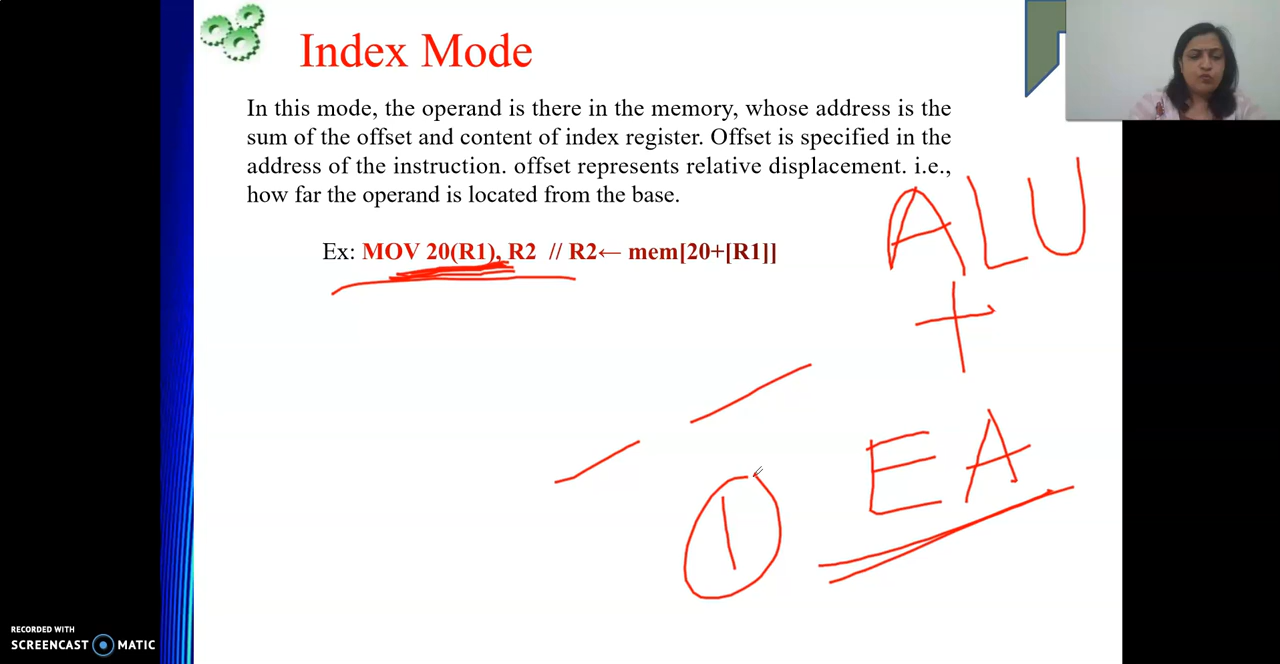 Index Mode
In this mode, the operand is there in the memory, whose address is the
sum of the offset and content of index register. Offset is specified in the
address of the instruction. offset represents relative displacement. i.e.,
how far the operand is located from the base.
Ex: MOV 20(R1), R2 // R2← mem[20+[R1]]
ALU
+
EA
1
RECORDED WITH
SCREENCAST MATIC